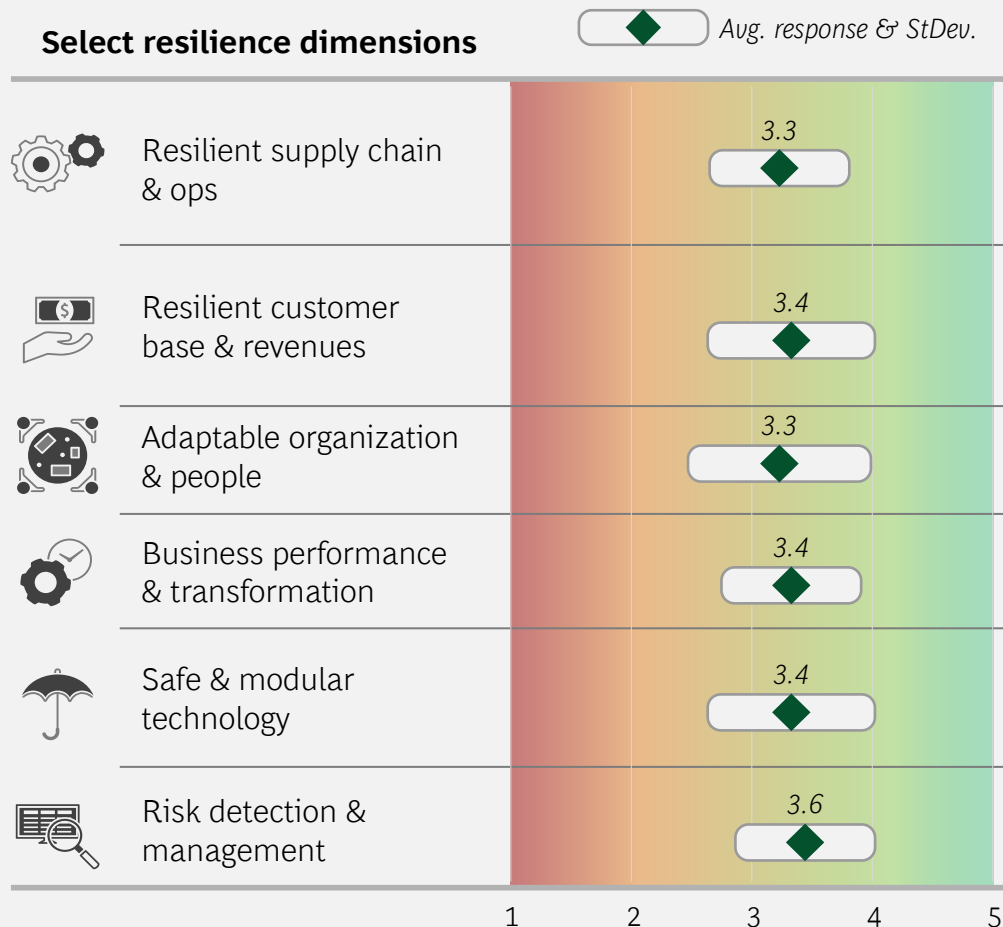 Select resilience dimensions
Avg. response & StDev.
3.3
Resilient supply chain
& ops
3.4
Resilient customer
base & revenues
3.3
Adaptable organization
& people
3.4
Business performance
& transformation
3.4
Safe & modular
technology
3.6
Risk detection &
management
1 2 3 4 5